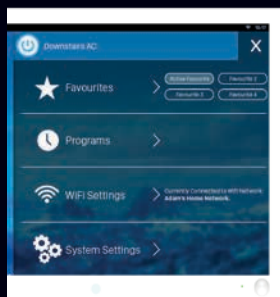 Downstairs AC
X
Favourites
Active Favourite
Favourite 2
Favourite 3
Favourite 4
Programs
WiFi Settings
Currently Connected to WiFi Network
Adam's Home Network.
System Settings